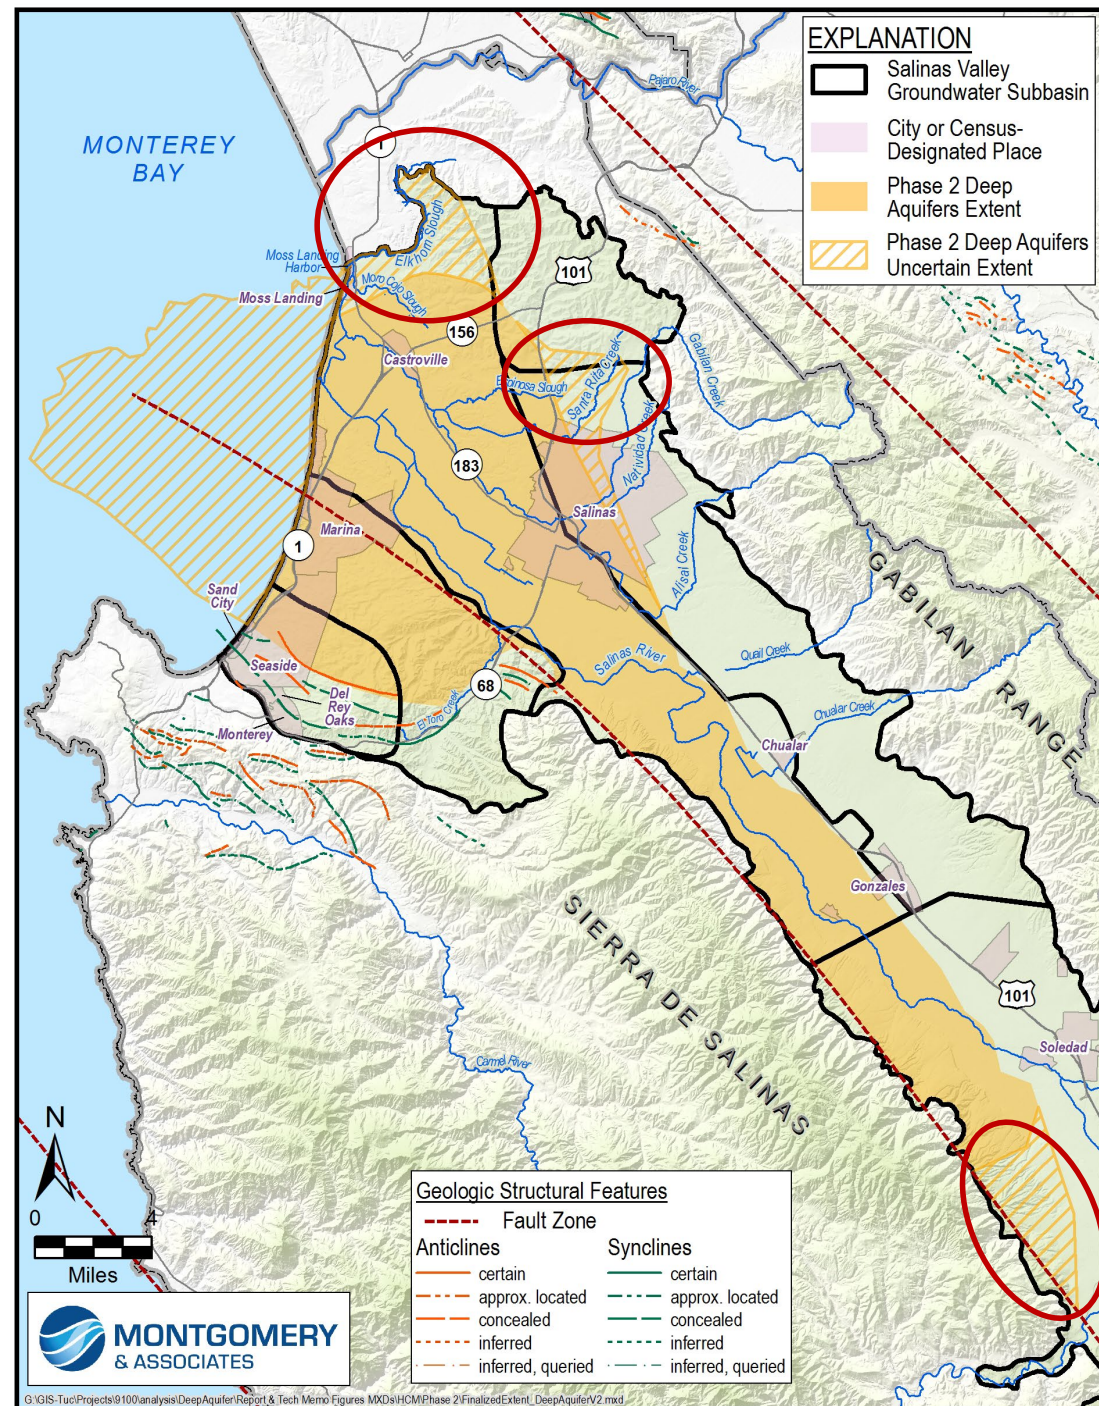 EXPLANATION
Salinas Valley
Groundwater Subbasin
City or Census-
Designated Place
Phase 2 Deep
Aquifers Extent
Phase 2 Deep Aquifers
Uncertain Extent
Pajaro River
MONTEREY
BAY
1
Elkhorn Slough
Moss Landing
Harbor
Moro Cojo Slough
Moss Landing
101
156
Castroville
Gabilan Creek
Espinosa Slough
Santa Rita Creek
Natividad Creek
183
Salinas
Marina
1
Alisal Creek
GABILAN
RANGE
Sand
City
Seaside
Del
Rey
Oaks
Monterey
El Toro Creek
68
Salinas River
Quail Creek
Chualar Creek
Chualar
Gonzales
SIERRA DE SALINAS
101
Soledad
Carmel River
N
0 4
Miles
Geologic Structural Features
Fault Zone
Anticlines Synclines
certain certain
approx. located approx. located
concealed concealed
inferred inferred
inferred, queried inferred, queried
MONTGOMERY
& ASSOCIATES
G:\GIS-Tuc\Projects\9100\analysis\DeepAquifer\Report & Tech Memo Figures MXDs\HCM\Phase 2\FinalizedExtent_DeepAquiferV2.mxd